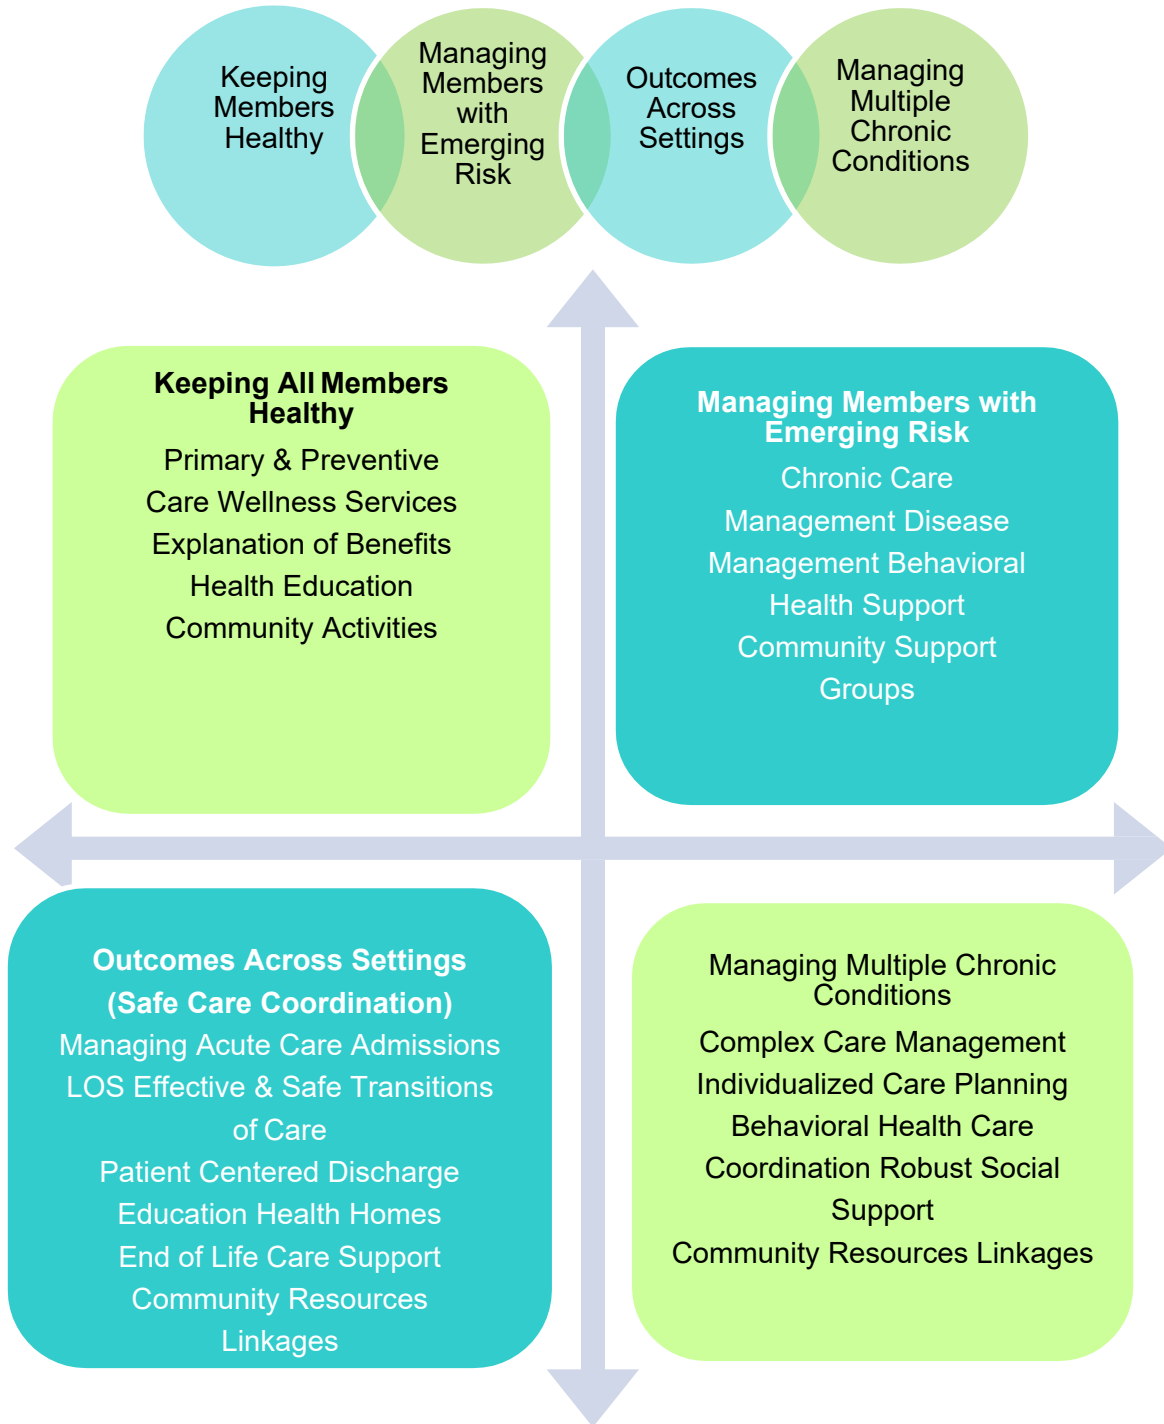 Keeping
Members
Healthy
Managing
Members
with
Emerging
Risk
Outcomes
Across
Settings
Managing
Multiple
Chronic
Conditions
Keeping All Members
Healthy
Primary & Preventive
Care Wellness Services
Explanation of Benefits
Health Education
Community Activities
Managing Members with
Emerging Risk
Chronic Care
Management Disease
Management Behavioral
Health Support
Community Support
Groups
Outcomes Across Settings
(Safe Care Coordination)
Managing Acute Care Admissions
LOS Effective & Safe Transitions
of Care
Patient Centered Discharge
Education Health Homes
End of Life Care Support
Community Resources
Linkages
Managing Multiple Chronic
Conditions
Complex Care Management
Individualized Care Planning
Behavioral Health Care
Coordination Robust Social
Support
Community Resources Linkages